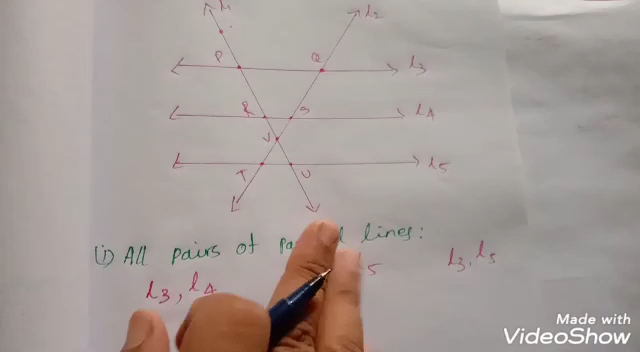 l1 l2
P Q l3
R S l4
V
T U l5
(i) All pairs of lines:
l3, l4 5 l3, l5
Made with
VideoShow